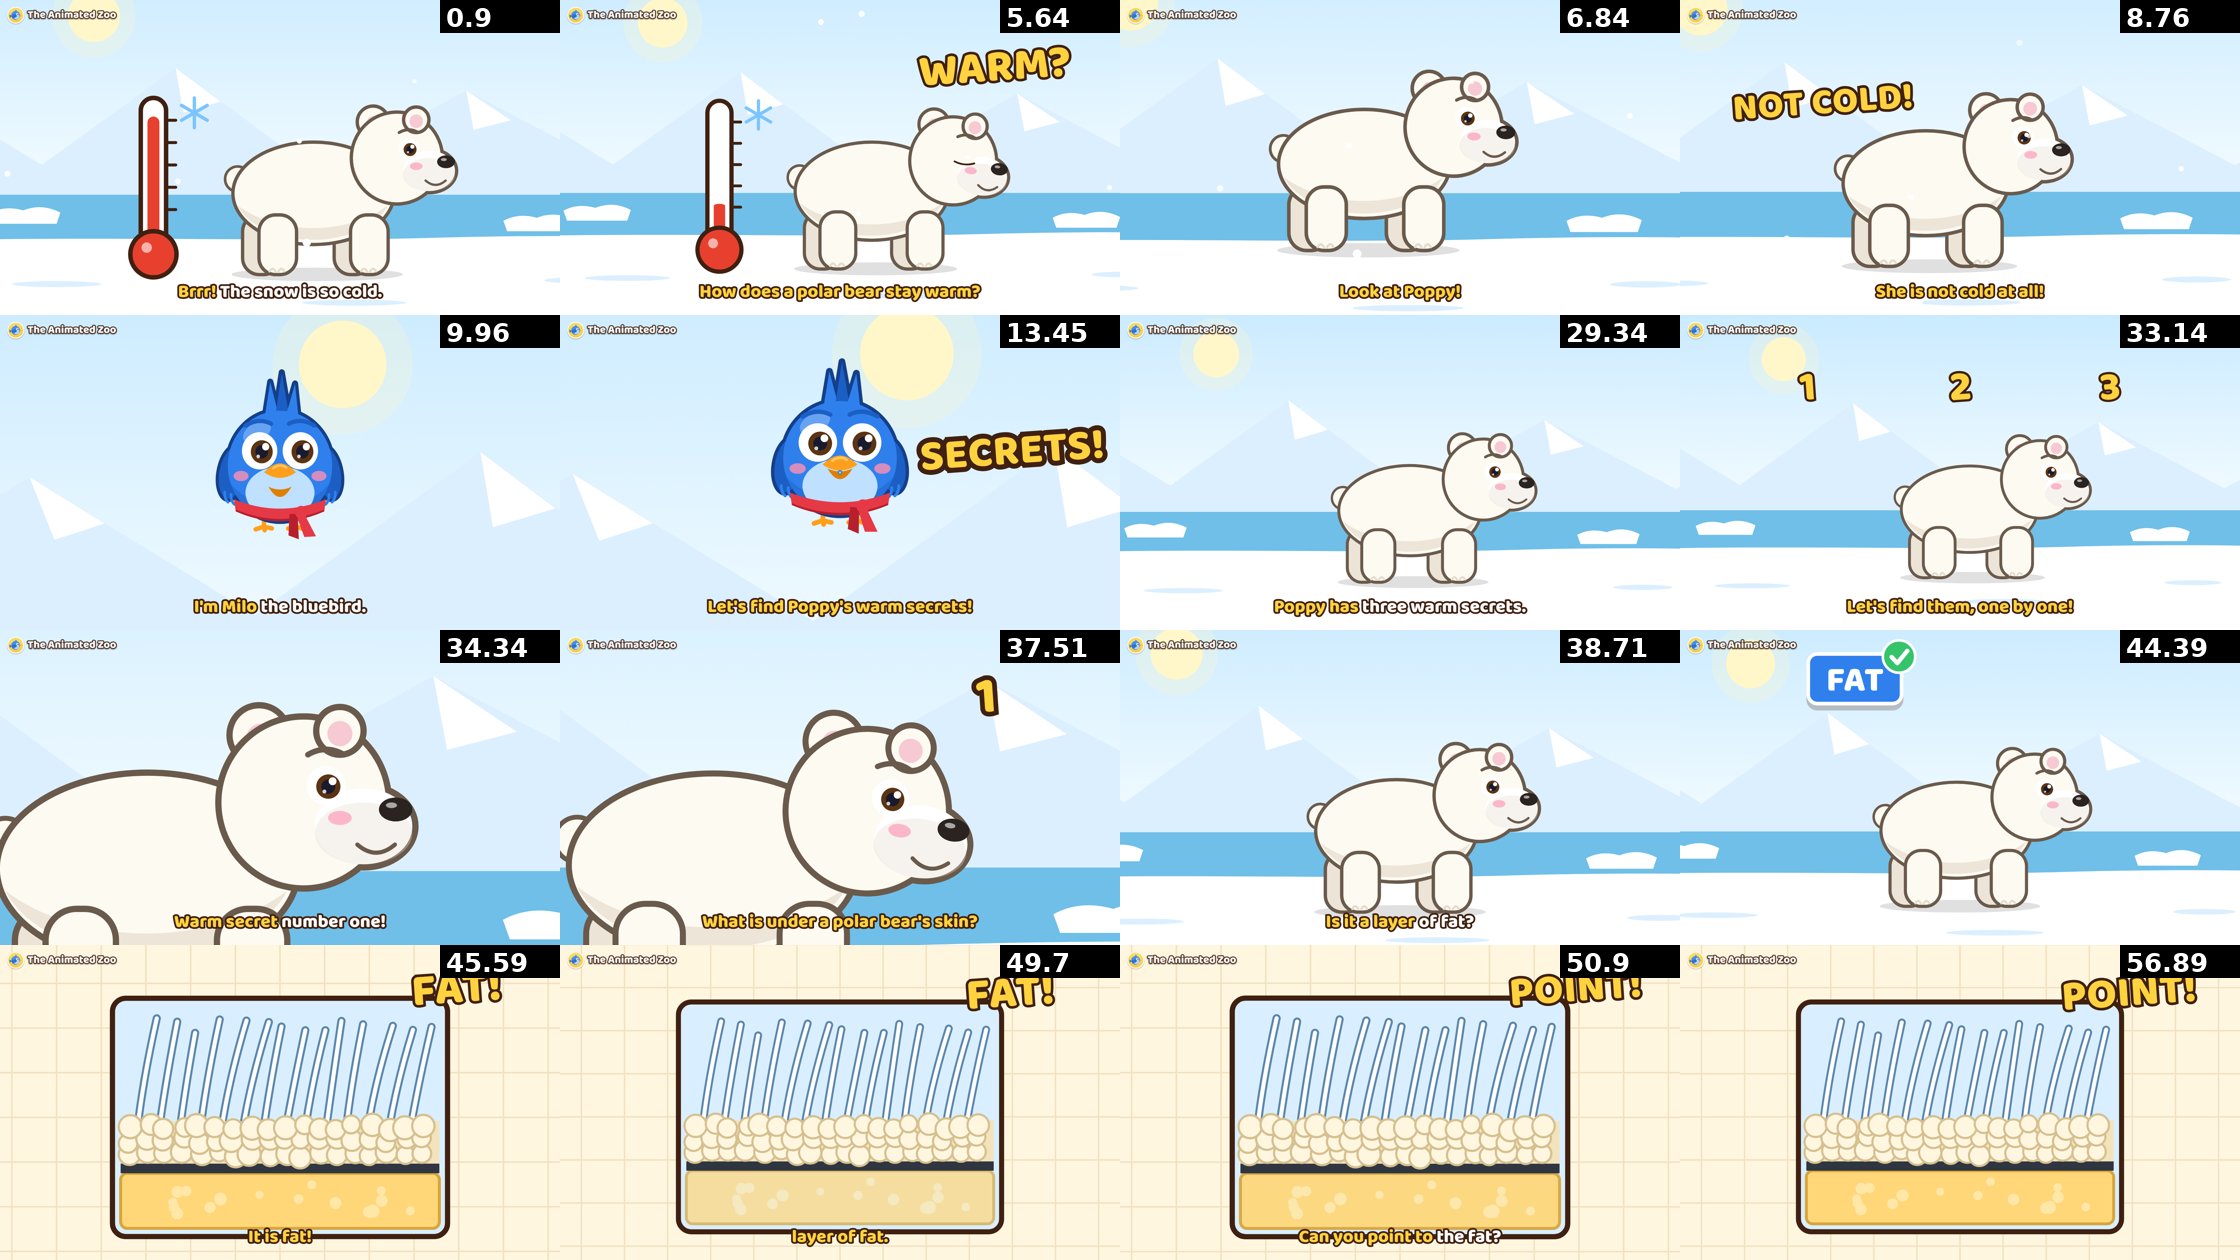 The Animated Zoo
0.9
Brrr! The snow is so cold.
The Animated Zoo
5.64
WARM?
How does a polar bear stay warm?
The Animated Zoo
6.84
Look at Poppy!
The Animated Zoo
8.76
NOT COLD!
She is not cold at all!
The Animated Zoo
9.96
I'm Milo the bluebird.
The Animated Zoo
13.45
SECRETS!
Let's find Poppy's warm secrets!
The Animated Zoo
29.34
Poppy has three warm secrets.
The Animated Zoo
33.14
1 2 3
Let's find them, one by one!
The Animated Zoo
34.34
Warm secret number one!
The Animated Zoo
37.51
1
What is under a polar bear's skin?
The Animated Zoo
38.71
Is it a layer of fat?
The Animated Zoo
44.39
FAT
The Animated Zoo
45.59
FAT!
It is fat!
The Animated Zoo
49.7
FAT!
layer of fat.
The Animated Zoo
50.9
POINT!
Can you point to the fat?
The Animated Zoo
56.89
POINT!